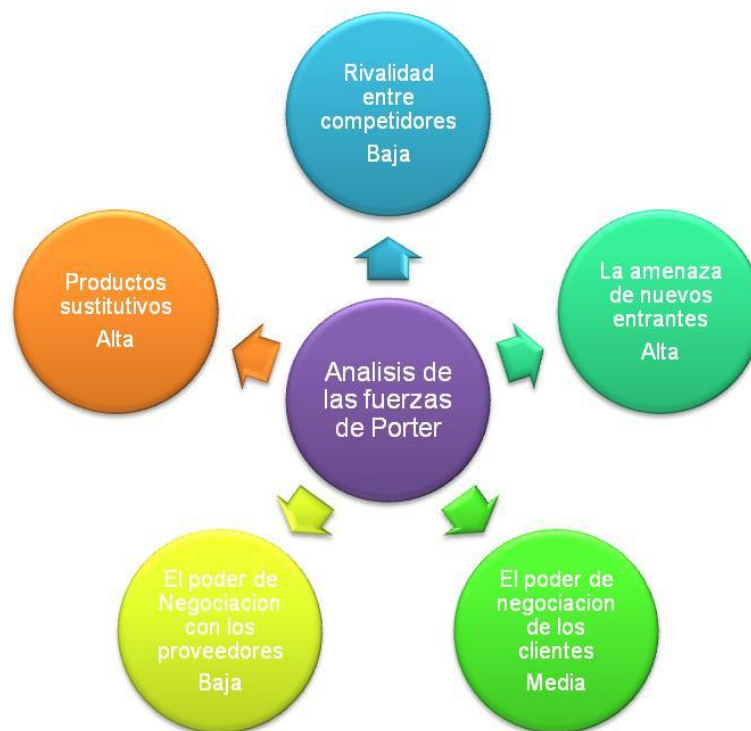 Rivalidad
entre
competidores
Baja
Productos
sustitutivos
Alta
La amenaza
de nuevos
entrantes
Alta
Analisis de
las fuerzas
de Porter
El poder de
Negociacion
con los
proveedores
Baja
El poder de
negociacion
de los
clientes
Media